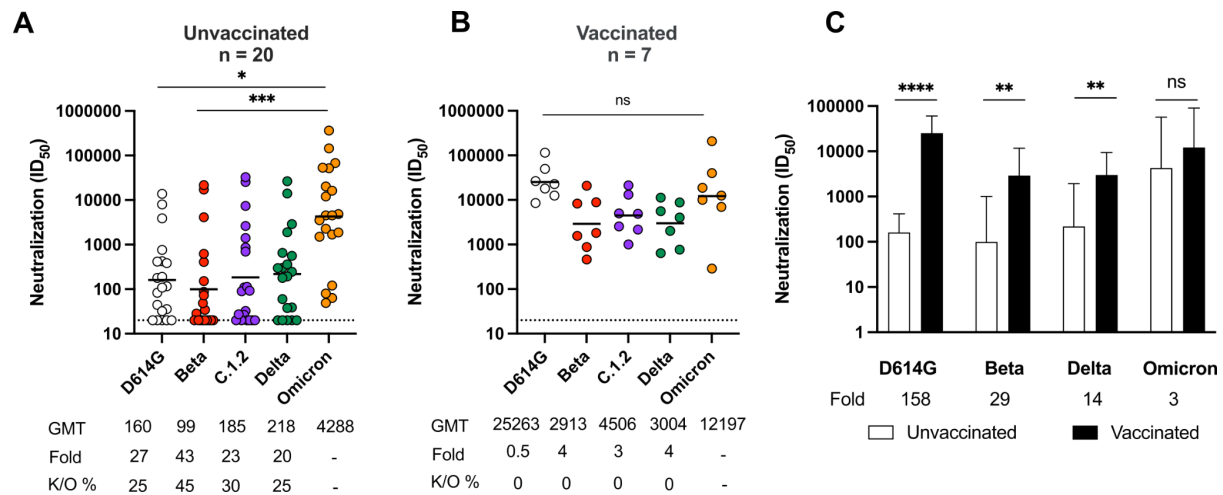 A
Unvaccinated
n = 20
*
***
Neutralization (ID50)
1000000
100000
10000
1000
100
10
D614G
Beta
C.1.2
Delta
Omicron
GMT 160 99 185 218 4288
Fold 27 43 23 20 -
K/O % 25 45 30 25 -
B
Vaccinated
n = 7
ns
Neutralization (ID50)
1000000
100000
10000
1000
100
10
D614G
Beta
C.1.2
Delta
Omicron
GMT 25263 2913 4506 3004 12197
Fold 0.5 4 3 4 -
K/O % 0 0 0 0 -
C
**** ** ** ns
Neutralization (ID50)
100000
10000
1000
100
10
1
D614G Beta Delta Omicron
Fold 158 29 14 3
Unvaccinated Vaccinated